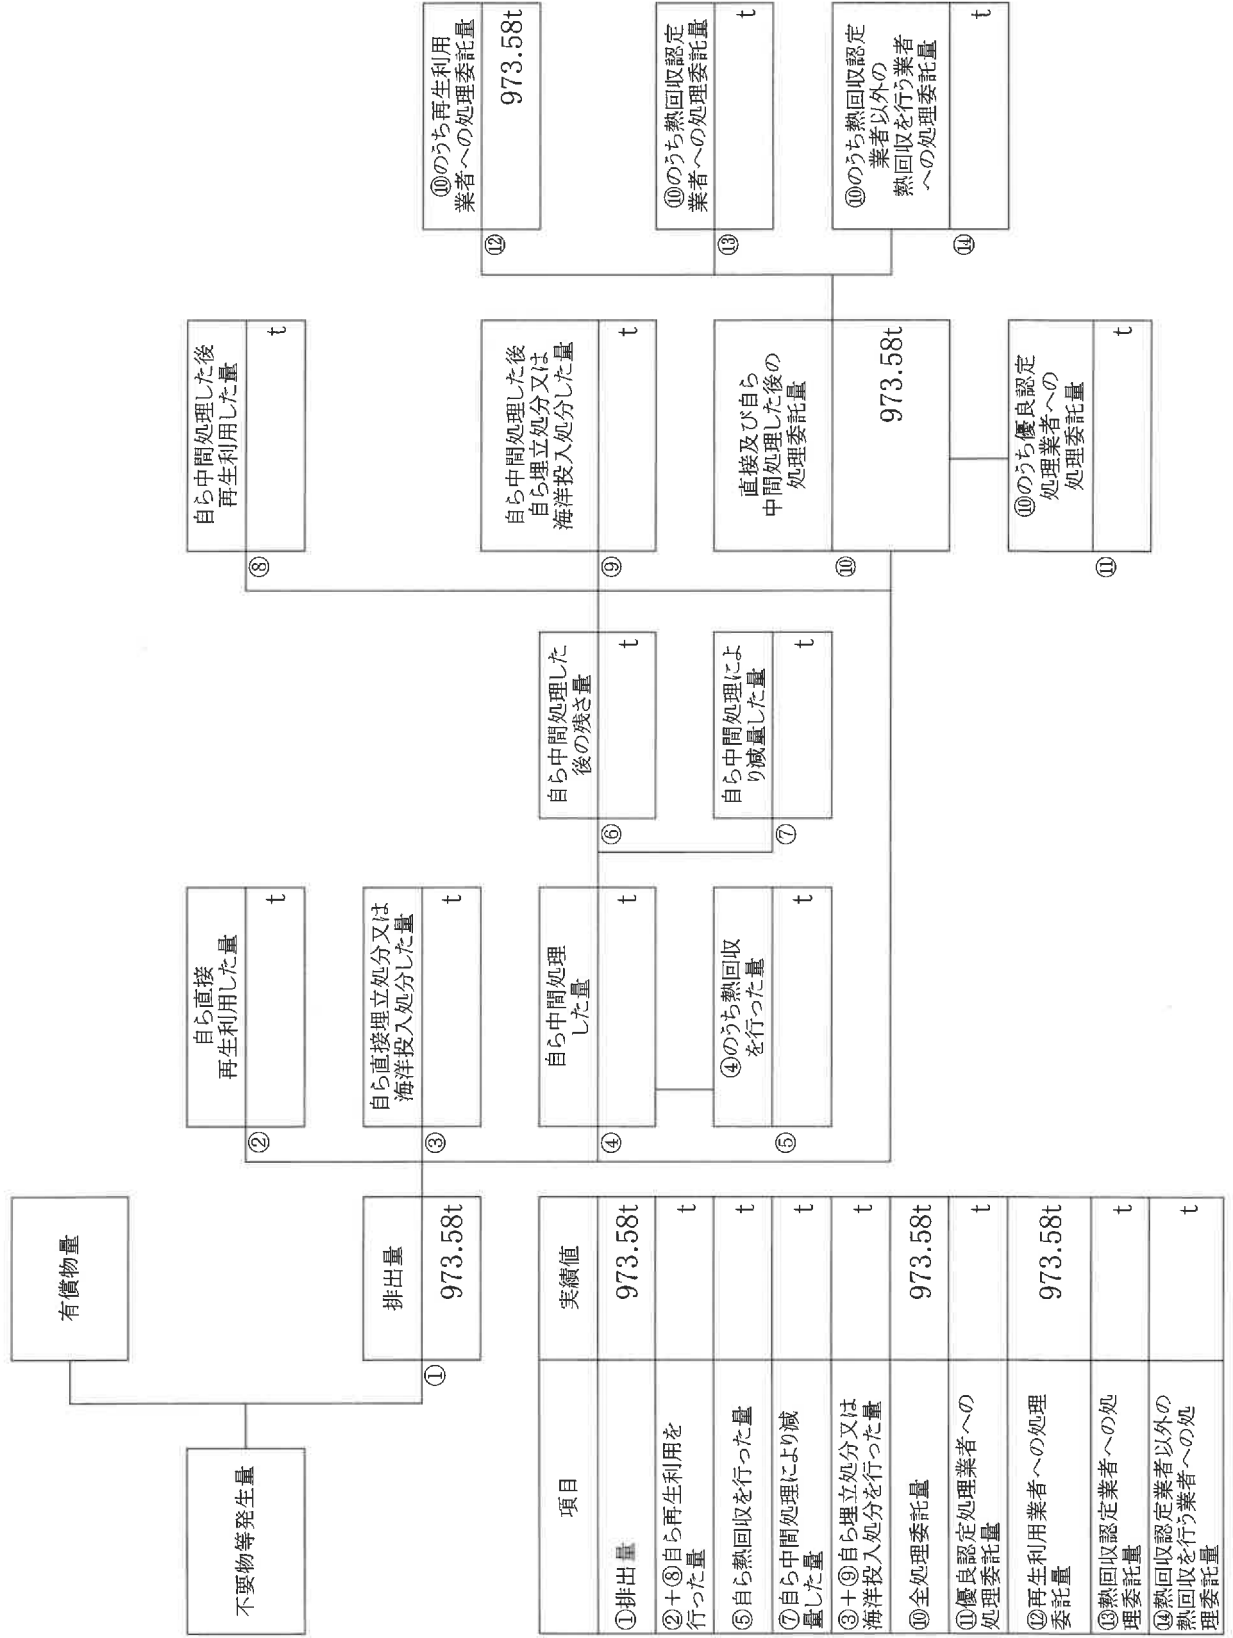 不要物等発生量
有償物量
排出量
①
973.58t
自ら直接
再生利用した量
②
t
自ら直接埋立処分又は
海洋投入処分した量
③
t
自ら中間処理
した量
④
t
④のうち熱回収
を行った量
⑤
t
自ら中間処理した
後の残さ量
⑥
t
自ら中間処理によ
り減量した量
⑦
t
自ら中間処理した後
再生利用した量
⑧
t
自ら中間処理した後
自ら埋立処分又は
海洋投入処分した量
⑨
t
直接及び自ら
中間処理した後の
処理委託量
⑩
973.58t
⑩のうち優良認定
処理業者への
処理委託量
⑪
t
⑩のうち再生利用
業者への処理委託量
⑫
973.58t
⑩のうち熱回収認定
業者への処理委託量
⑬
t
⑩のうち熱回収認定
業者以外の
熱回収を行う業者
への処理委託量
⑭
t
項目
実績値
①排出量
973.58t
②+⑧自ら再生利用を
行った量
t
⑤自ら熱回収を行った量
t
⑦自ら中間処理により減
量した量
t
③+⑨自ら埋立処分又は
海洋投入処分を行った量
t
⑩全処理委託量
973.58t
⑪優良認定処理業者への
処理委託量
t
⑫再生利用業者への処理
委託量
973.58t
⑬熱回収認定業者への処
理委託量
t
⑭熱回収認定業者以外の
熱回収を行う業者への処
理委託量
t